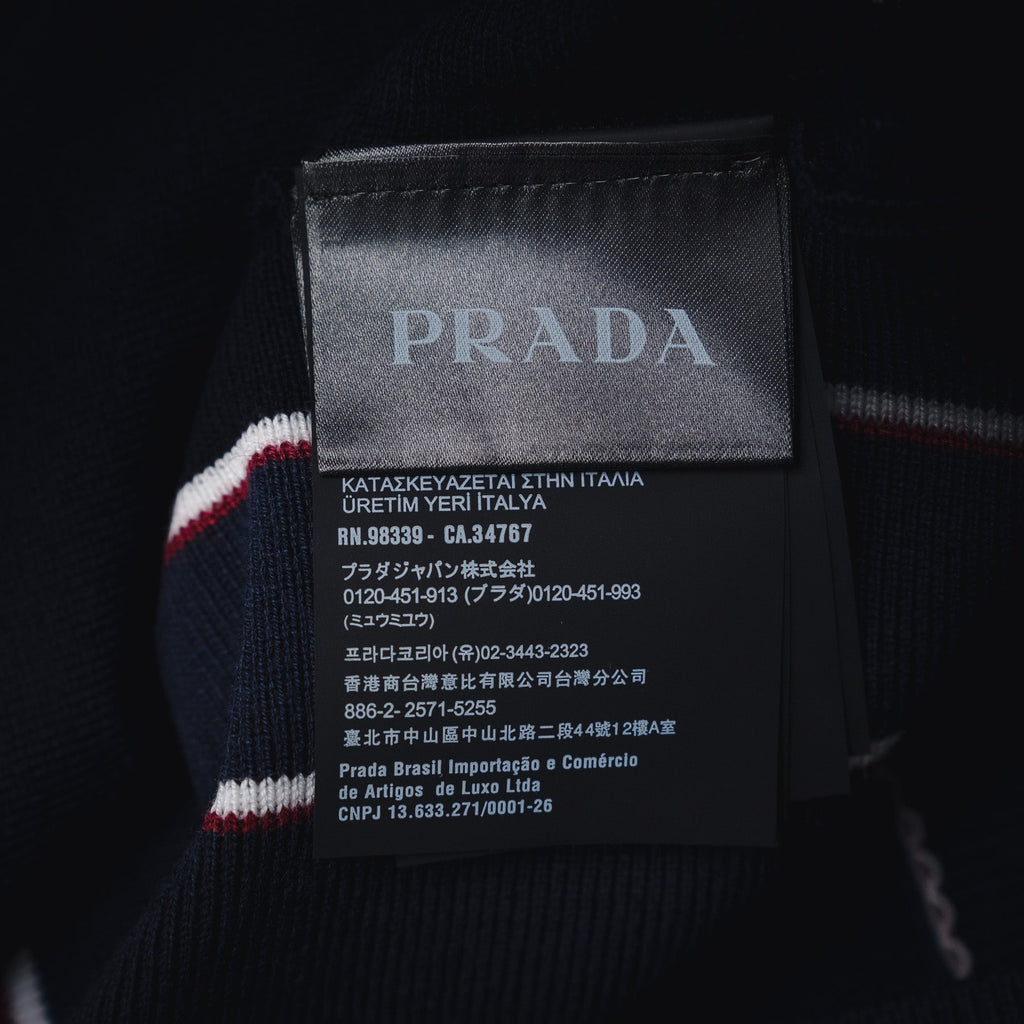 PRADA
ΚΑΤΑΣΚΕΥΑΖΕΤΑΙ ΣΤΗΝ ΙΤΑΛΙΑ
ÜRETİM YERİ İTALYA
RN.98339 - CA.34767
プラダジャパン株式会社
0120-451-913 (プラダ)0120-451-993
(ミュウミュウ)
프라다코리아(유)02-3443-2323
香港商台灣意比有限公司台灣分公司
886-2- 2571-5255
臺北市中山區中山北路二段44號12樓A室
Prada Brasil Importação e Comércio
de Artigos de Luxo Ltda
CNPJ 13.633.271/0001-26